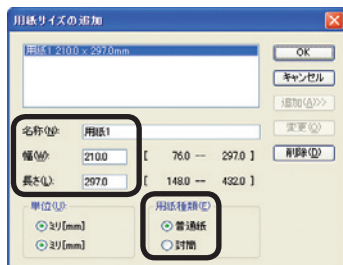 用紙サイズの追加
用紙1 210.0 x 297.0mm
OK
キャンセル
追加(A)>>
変更(O)
削除(D)
名称(N): 用紙1
幅(W): 210.0 [ 76.0 -- 297.0 ]
長さ(L): 297.0 [ 148.0 -- 432.0 ]
単位(U)
ミリ[mm]
ミリ[mm]
用紙種類(E)
普通紙
封筒